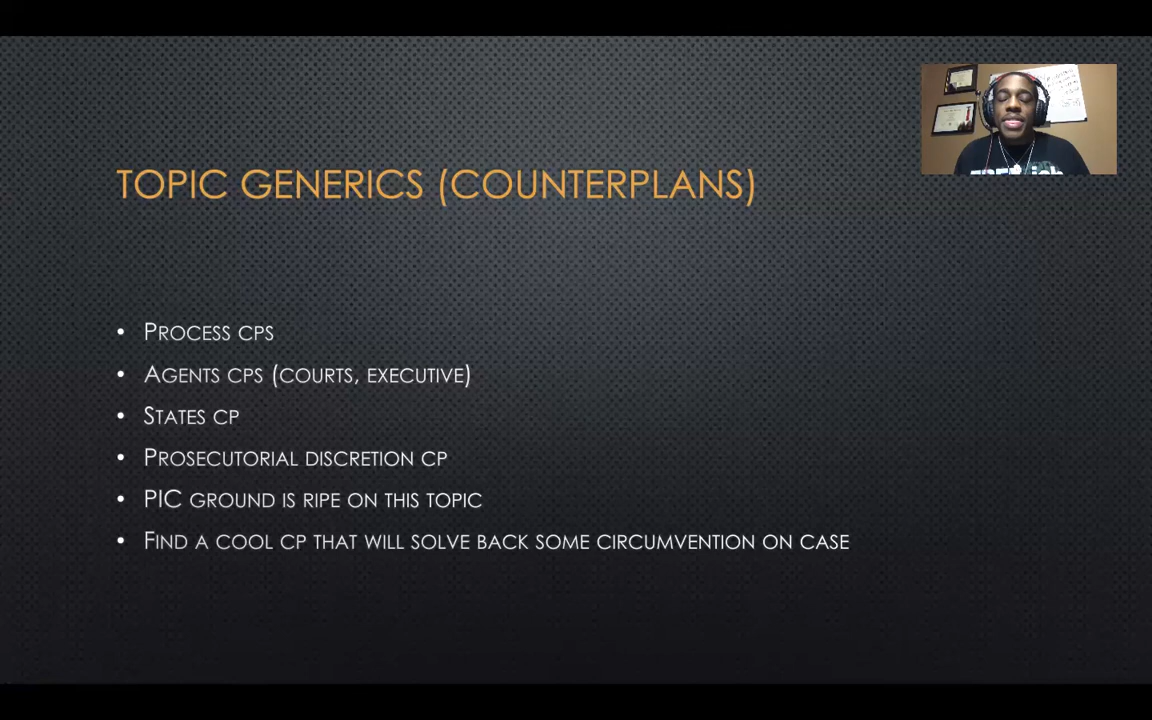 TOPIC GENERICS (COUNTERPLANS)
• PROCESS CPS
• AGENTS CPS (COURTS, EXECUTIVE)
• STATES CP
• PROSECUTORIAL DISCRETION CP
• PIC GROUND IS RIPE ON THIS TOPIC
• FIND A COOL CP THAT WILL SOLVE BACK SOME CIRCUMVENTION ON CASE